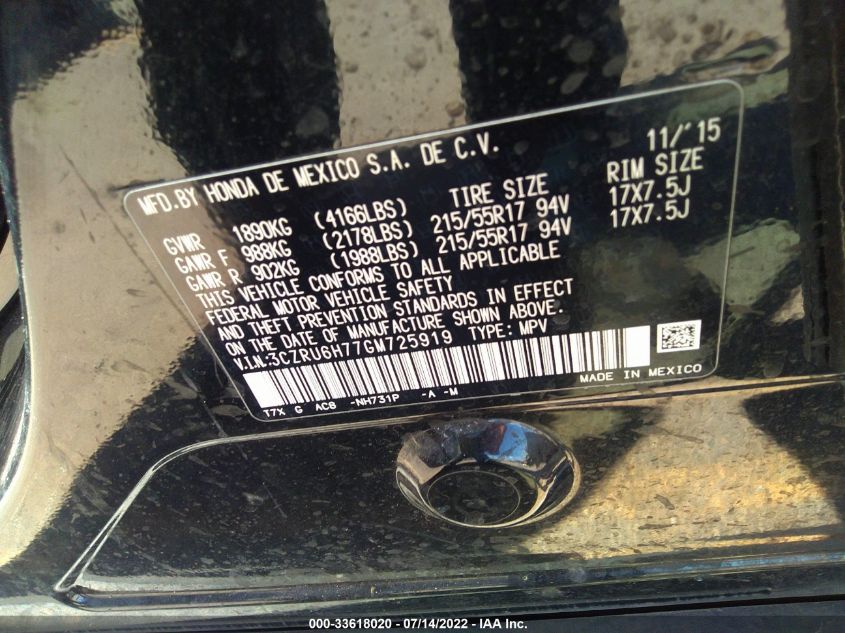 MFD. BY HONDA DE MEXICO S.A. DE C.V. 11/'15
TIRE SIZE RIM SIZE
GVWR 1890KG (4166LBS)
GAWR F 988KG (2178LBS) 215/55R17 94V 17X7.5J
GAWR R 902KG (1988LBS) 215/55R17 94V 17X7.5J
THIS VEHICLE CONFORMS TO ALL APPLICABLE
FEDERAL MOTOR VEHICLE SAFETY
AND THEFT PREVENTION STANDARDS IN EFFECT
ON THE DATE OF MANUFACTURE SHOWN ABOVE.
V.I.N.:3CZRU6H77GM725919 TYPE: MPV
T7X G AC8 -NH731P -A -M MADE IN MEXICO
000-33618020 - 07/14/2022 - IAA Inc.